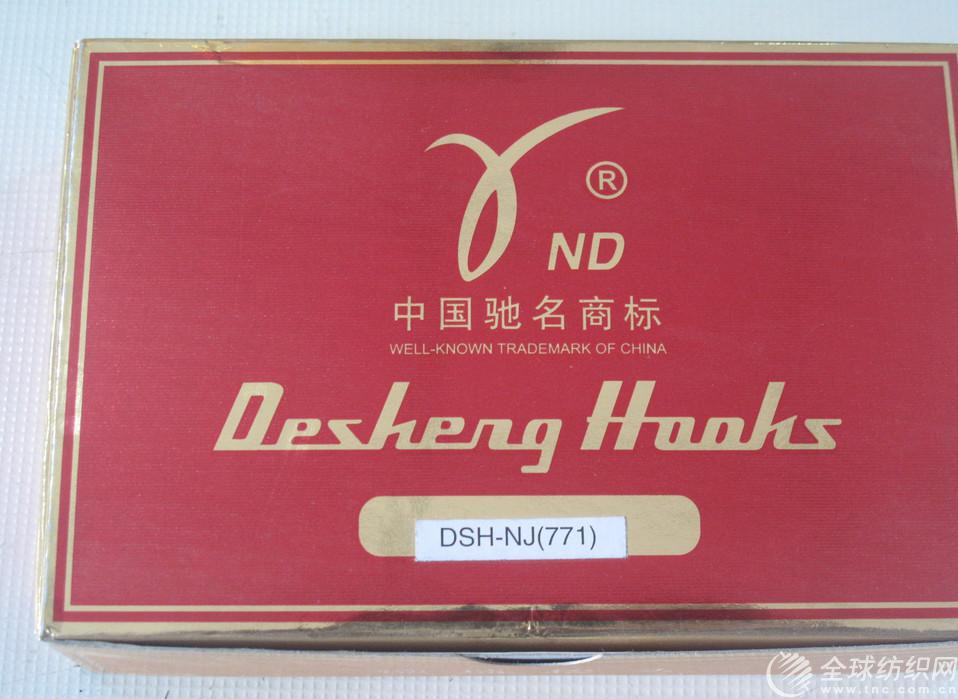 ®
ND
中国驰名商标
WELL-KNOWN TRADEMARK OF CHINA
Desheng Hooks
DSH-NJ(771)
全球纺织网
www.tnc.com.cn